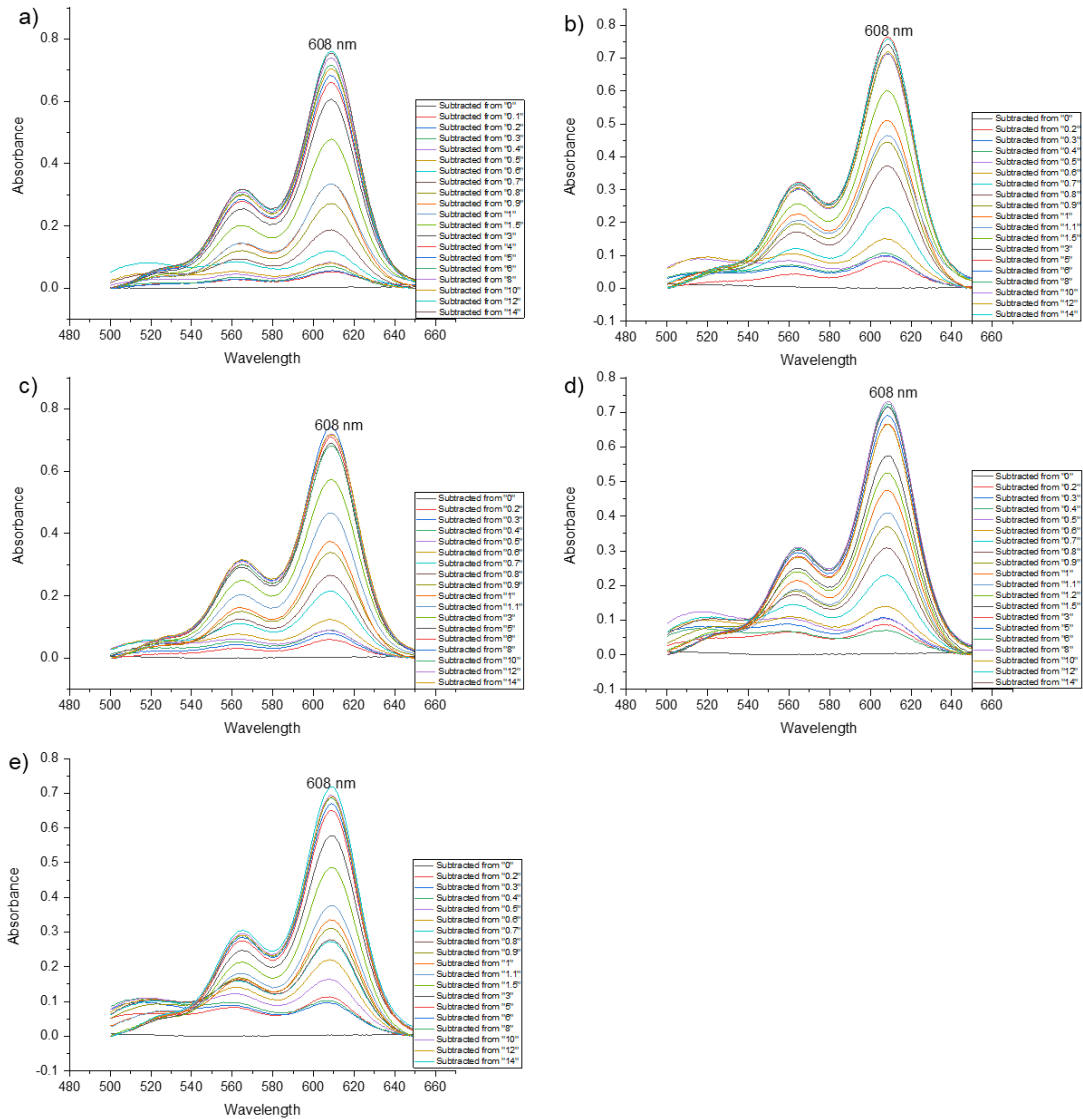 a)
608 nm
0.8
0.6
0.4
0.2
0.0
Absorbance
480 500 520 540 560 580 600 620 640 660
Wavelength
Subtracted from "0"
Subtracted from "0.1"
Subtracted from "0.2"
Subtracted from "0.3"
Subtracted from "0.4"
Subtracted from "0.5"
Subtracted from "0.6"
Subtracted from "0.7"
Subtracted from "0.8"
Subtracted from "0.9"
Subtracted from "1"
Subtracted from "1.5"
Subtracted from "3"
Subtracted from "4"
Subtracted from "5"
Subtracted from "6"
Subtracted from "8"
Subtracted from "10"
Subtracted from "12"
Subtracted from "14"
b)
608 nm
0.8
0.7
0.6
0.5
0.4
0.3
0.2
0.1
0.0
-0.1
Absorbance
480 500 520 540 560 580 600 620 640 660
Wavelength
Subtracted from "0"
Subtracted from "0.2"
Subtracted from "0.3"
Subtracted from "0.4"
Subtracted from "0.5"
Subtracted from "0.6"
Subtracted from "0.7"
Subtracted from "0.8"
Subtracted from "0.9"
Subtracted from "1"
Subtracted from "1.1"
Subtracted from "1.5"
Subtracted from "3"
Subtracted from "5"
Subtracted from "6"
Subtracted from "8"
Subtracted from "10"
Subtracted from "12"
Subtracted from "14"
c)
608 nm
0.8
0.6
0.4
0.2
0.0
Absorbance
480 500 520 540 560 580 600 620 640 660
Wavelength
Subtracted from "0"
Subtracted from "0.2"
Subtracted from "0.3"
Subtracted from "0.4"
Subtracted from "0.5"
Subtracted from "0.6"
Subtracted from "0.7"
Subtracted from "0.8"
Subtracted from "0.9"
Subtracted from "1"
Subtracted from "1.1"
Subtracted from "3"
Subtracted from "5"
Subtracted from "6"
Subtracted from "8"
Subtracted from "10"
Subtracted from "12"
Subtracted from "14"
d)
608 nm
0.8
0.7
0.6
0.5
0.4
0.3
0.2
0.1
0.0
-0.1
Absorbance
480 500 520 540 560 580 600 620 640 660
Wavelength
Subtracted from "0"
Subtracted from "0.2"
Subtracted from "0.3"
Subtracted from "0.4"
Subtracted from "0.5"
Subtracted from "0.6"
Subtracted from "0.7"
Subtracted from "0.8"
Subtracted from "0.9"
Subtracted from "1"
Subtracted from "1.1"
Subtracted from "1.2"
Subtracted from "1.5"
Subtracted from "3"
Subtracted from "5"
Subtracted from "6"
Subtracted from "8"
Subtracted from "10"
Subtracted from "12"
Subtracted from "14"
e)
608 nm
0.8
0.7
0.6
0.5
0.4
0.3
0.2
0.1
0.0
-0.1
Absorbance
480 500 520 540 560 580 600 620 640 660
Wavelength
Subtracted from "0"
Subtracted from "0.2"
Subtracted from "0.3"
Subtracted from "0.4"
Subtracted from "0.5"
Subtracted from "0.6"
Subtracted from "0.7"
Subtracted from "0.8"
Subtracted from "0.9"
Subtracted from "1"
Subtracted from "1.1"
Subtracted from "1.5"
Subtracted from "3"
Subtracted from "5"
Subtracted from "6"
Subtracted from "8"
Subtracted from "10"
Subtracted from "12"
Subtracted from "14"